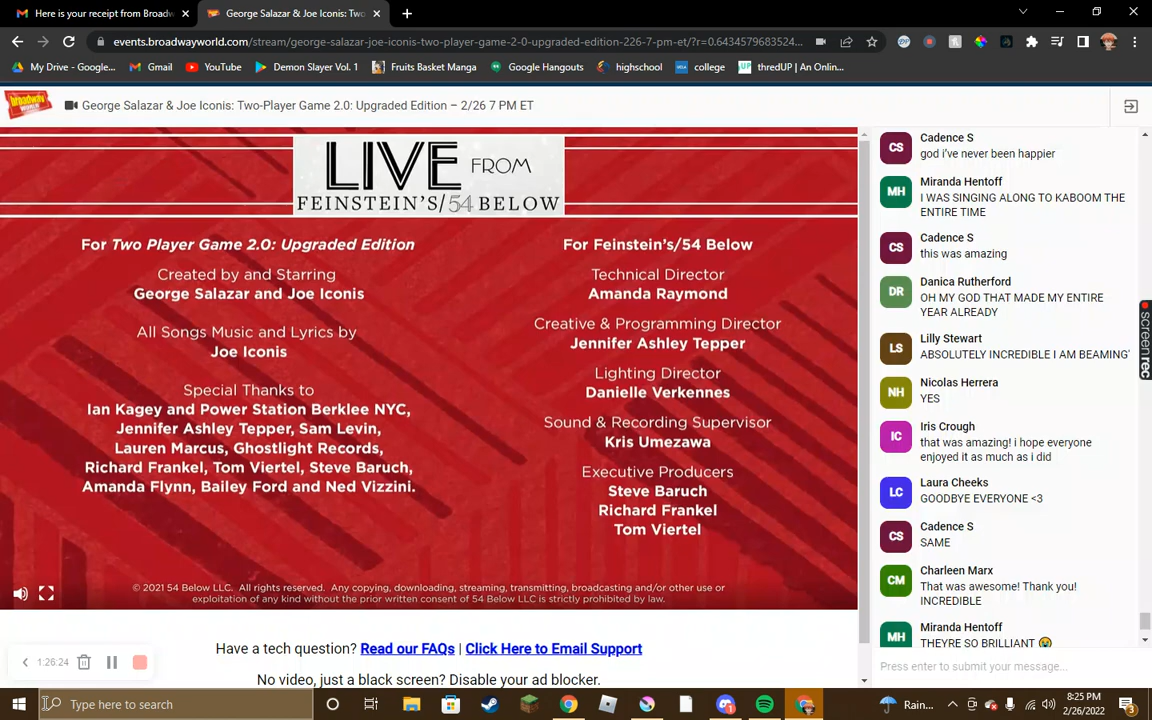 Here is your receipt from Broadw
George Salazar & Joe Iconis: Two
events.broadwayworld.com/stream/george-salazar-joe-iconis-two-player-game-2-0-upgraded-edition-226-7-pm-et/?r=0.6434579683524...
My Drive - Google...
Gmail
YouTube
Demon Slayer Vol. 1
Fruits Basket Manga
Google Hangouts
highschool
college
thredUP | An Onlin...
broadway
WORLD
George Salazar & Joe Iconis: Two-Player Game 2.0: Upgraded Edition – 2/26 7 PM ET
LIVE FROM
FEINSTEIN'S/54 BELOW
For Two Player Game 2.0: Upgraded Edition
Created by and Starring
George Salazar and Joe Iconis
All Songs Music and Lyrics by
Joe Iconis
Special Thanks to
Ian Kagey and Power Station Berklee NYC,
Jennifer Ashley Tepper, Sam Levin,
Lauren Marcus, Ghostlight Records,
Richard Frankel, Tom Viertel, Steve Baruch,
Amanda Flynn, Bailey Ford and Ned Vizzini.
For Feinstein's/54 Below
Technical Director
Amanda Raymond
Creative & Programming Director
Jennifer Ashley Tepper
Lighting Director
Danielle Verkennes
Sound & Recording Supervisor
Kris Umezawa
Executive Producers
Steve Baruch
Richard Frankel
Tom Viertel
© 2021 54 Below LLC. All rights reserved. Any copying, downloading, streaming, transmitting, broadcasting and/or other use or
exploitation of any kind without the prior written consent of 54 Below LLC is strictly prohibited by law.
Have a tech question? Read our FAQs | Click Here to Email Support
No video, just a black screen? Disable your ad blocker.
1:26:24
CS
Cadence S
god i've never been happier
MH
Miranda Hentoff
I WAS SINGING ALONG TO KABOOM THE
ENTIRE TIME
CS
Cadence S
this was amazing
DR
Danica Rutherford
OH MY GOD THAT MADE MY ENTIRE
YEAR ALREADY
LS
Lilly Stewart
ABSOLUTELY INCREDIBLE I AM BEAMING'
NH
Nicolas Herrera
YES
IC
Iris Crough
that was amazing! i hope everyone
enjoyed it as much as i did
LC
Laura Cheeks
GOODBYE EVERYONE <3
CS
Cadence S
SAME
CM
Charleen Marx
That was awesome! Thank you!
INCREDIBLE
MH
Miranda Hentoff
THEYRE SO BRILLIANT 😭
Press enter to submit your message...
screenrec
Type here to search
Rain...
8:25 PM
2/26/2022
3